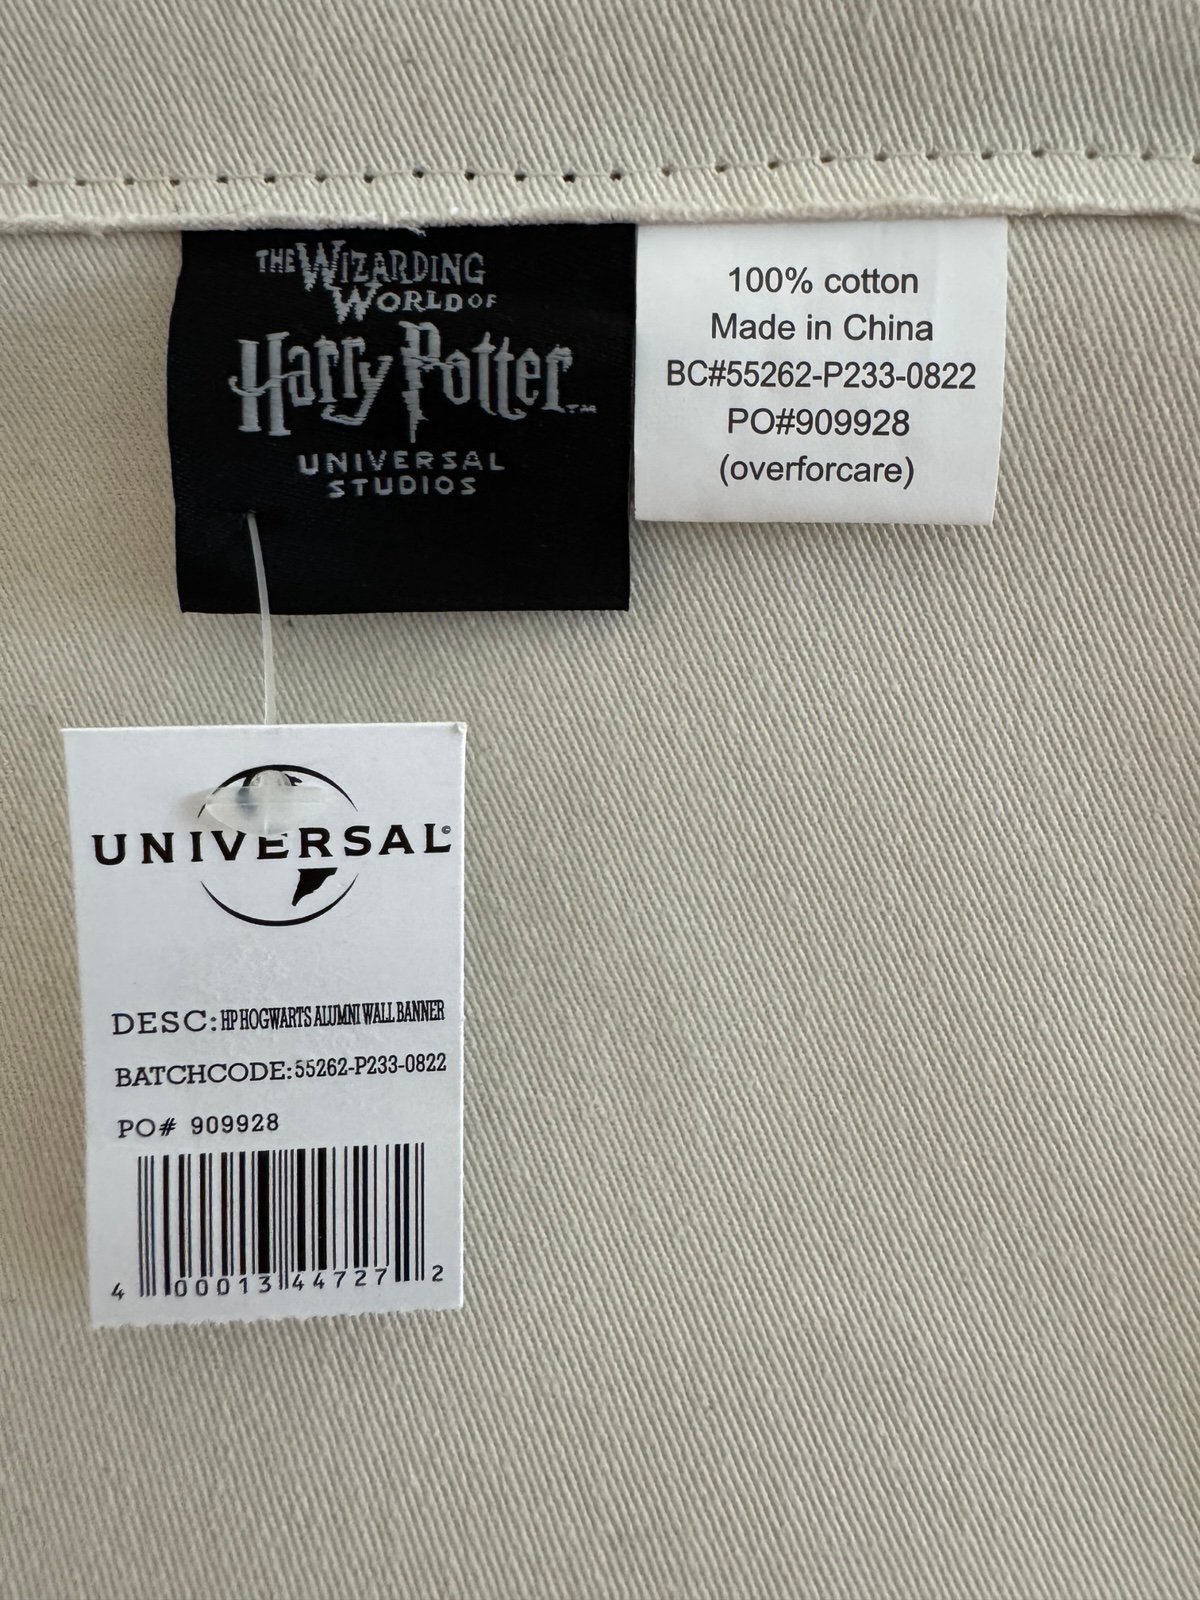 THE WIZARDING
WORLD OF
Harry Potter™
UNIVERSAL
STUDIOS
100% cotton
Made in China
BC#55262-P233-0822
PO#909928
(overforcare)
UNIVERSAL©
DESC: HP HOGWARTS ALUMNI WALL BANNER
BATCHCODE: 55262-P233-0822
PO# 909928
4 00013 44727 2